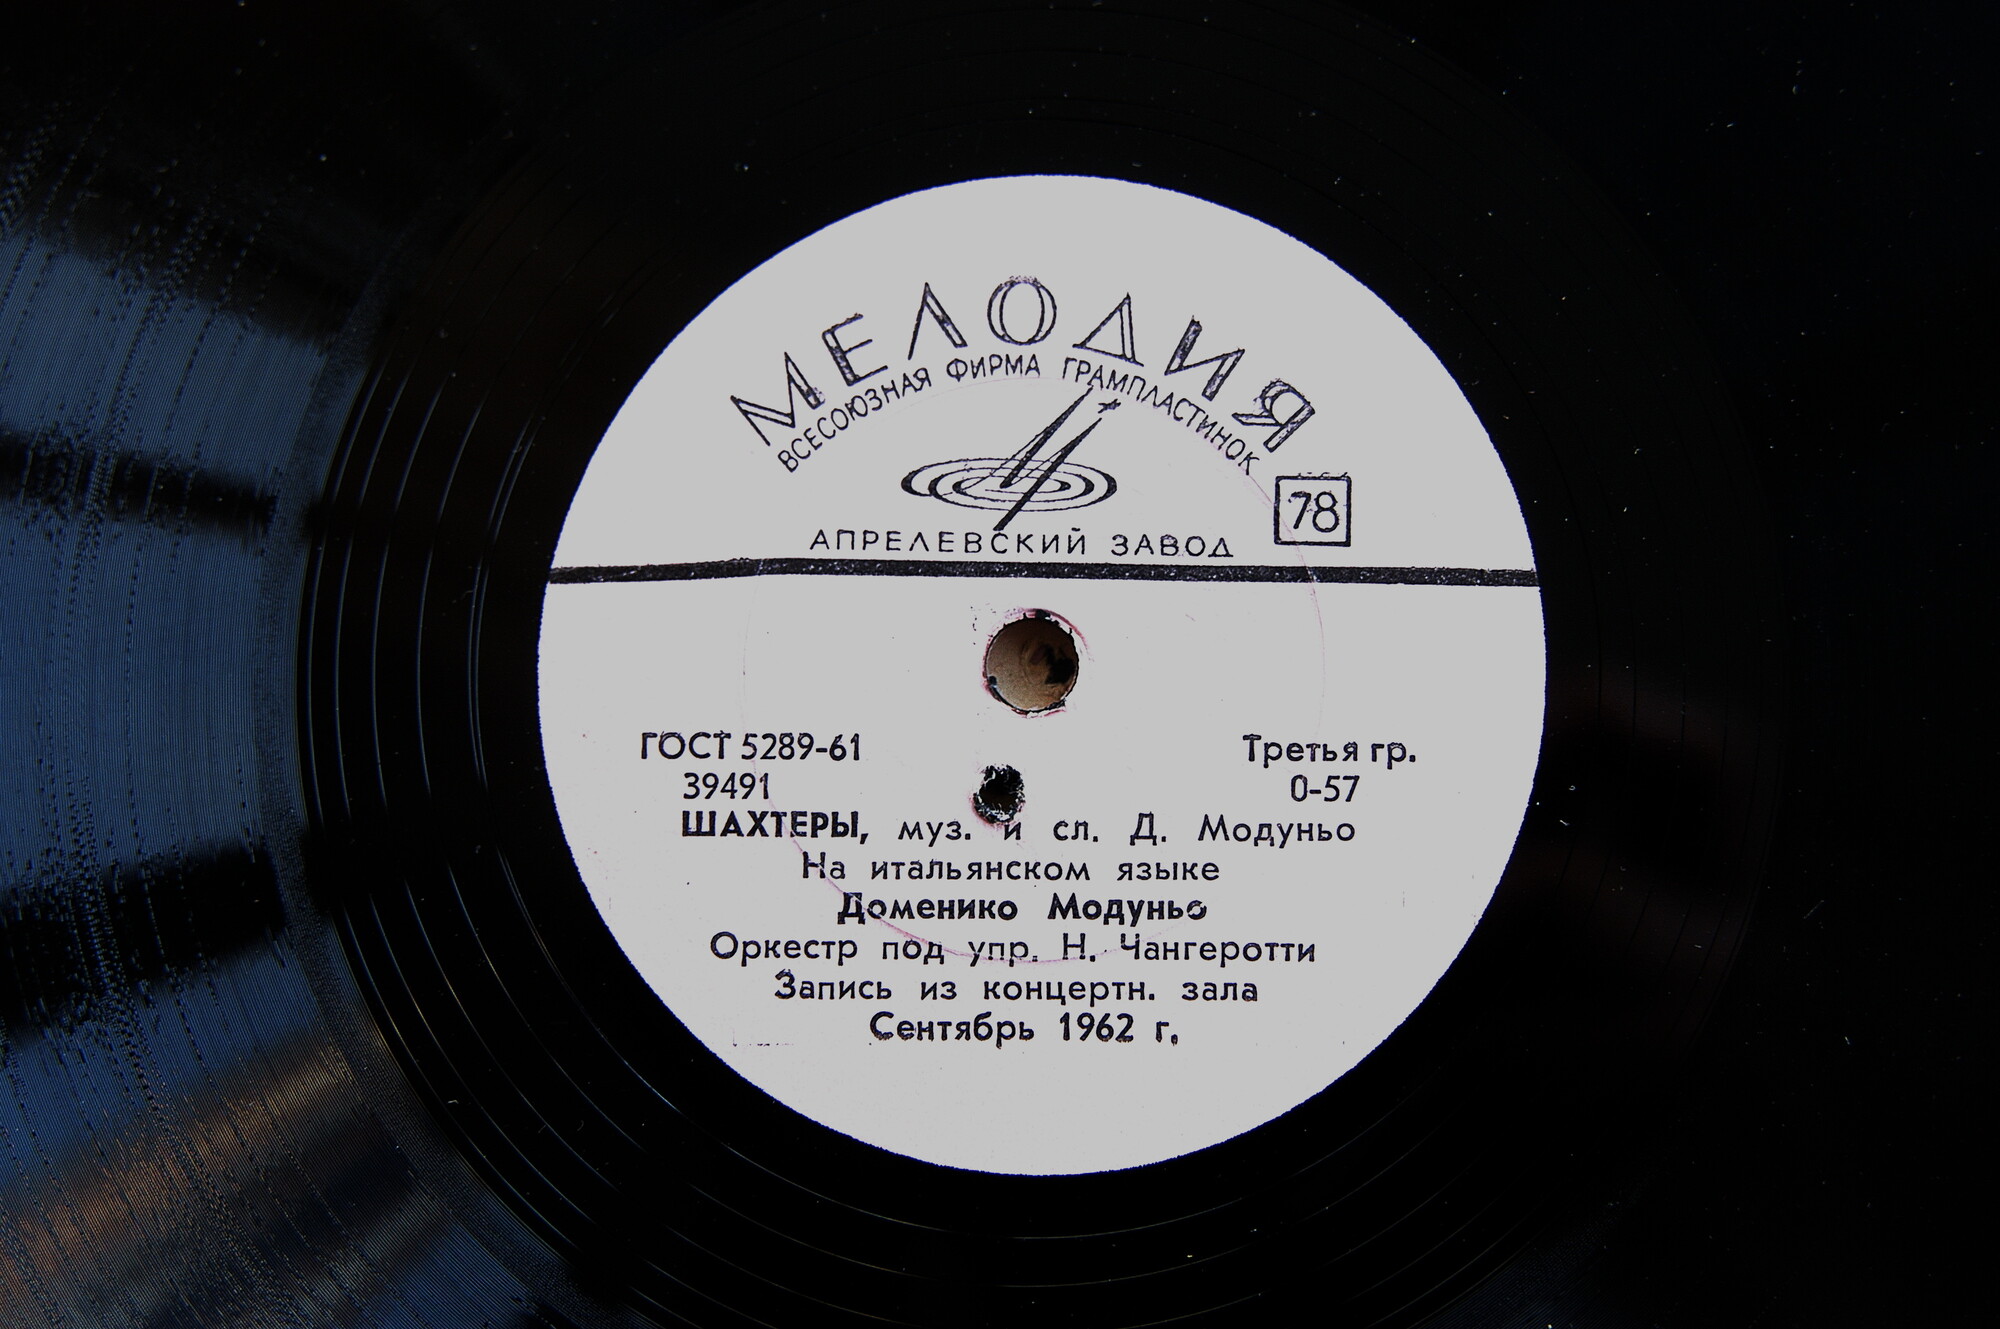 МЕЛОДИЯ
ВСЕСОЮЗНАЯ ФИРМА ГРАМПЛАСТИНОК
78
АПРЕЛЕВСКИЙ ЗАВОД
ГОСТ 5289-61 Третья гр.
39491 0-57
ШАХТЕРЫ, муз. и сл. Д. Модуньо
На итальянском языке
Доменико Модуньо
Оркестр под упр. Н. Чангеротти
Запись из концертн. зала
Сентябрь 1962 г.